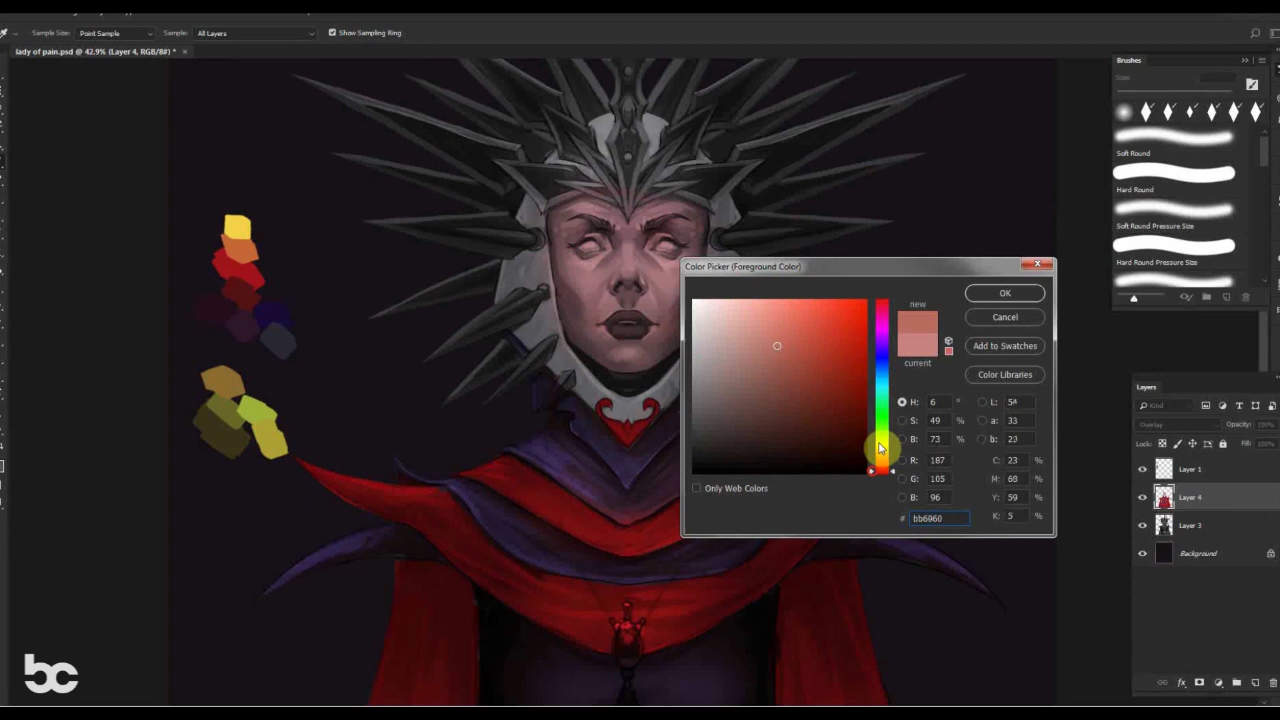 Sample Size: Point Sample Sample: All Layers Show Sampling Ring
lady of pain.psd @ 42.9% (Layer 4, RGB/8#) * ×
Brushes
Size:
Soft Round
Hard Round
Soft Round Pressure Size
Hard Round Pressure Size
Color Picker (Foreground Color)
new
current
OK
Cancel
Add to Swatches
Color Libraries
H: 6 ° L: 54
S: 49 % a: 33
B: 73 % b: 23
R: 187 C: 23 %
G: 105 M: 68 %
B: 96 Y: 59 %
# bb6960 K: 5 %
Only Web Colors
Layers
Kind
Overlay Opacity: 100%
Lock: Fill: 100%
Layer 1
Layer 4
Layer 3
Background
bc